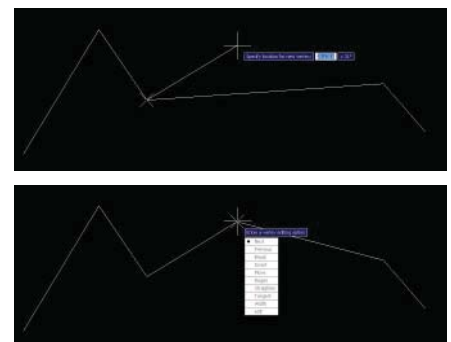 Specify location for new vertex:
Enter a vertex editing option
Next
Previous
Break
Insert
Move
Regen
Straighten
Tangent
Width
eXit